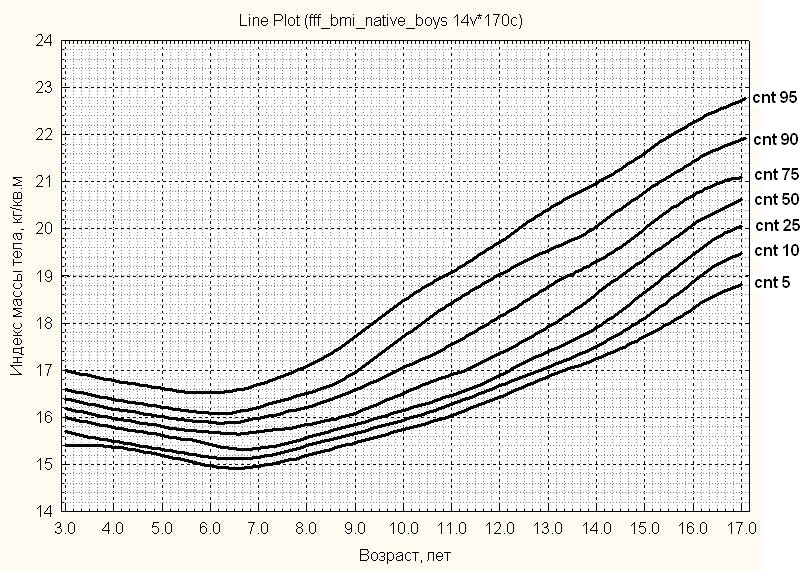 Line Plot (fff_bmi_native_boys 14v*170c)
24
23
22
21
20
19
18
17
16
15
14
Индекс массы тела, кг/кв.м
cnt 95
cnt 90
cnt 75
cnt 50
cnt 25
cnt 10
cnt 5
3.0 4.0 5.0 6.0 7.0 8.0 9.0 10.0 11.0 12.0 13.0 14.0 15.0 16.0 17.0
Возраст, лет